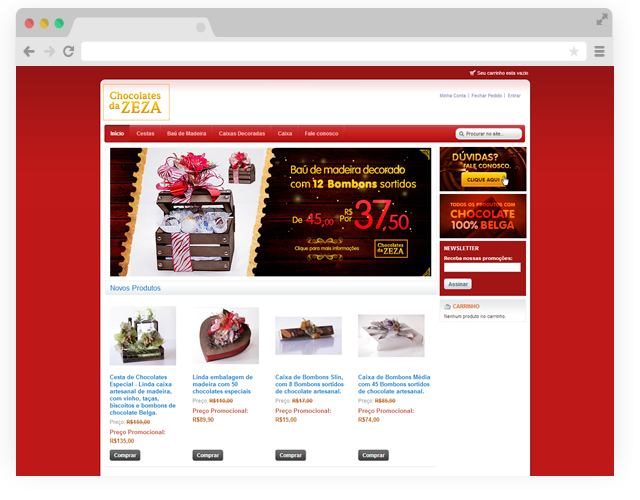 Seu carrinho esta vazio
Chocolates
da ZEZA
Minha Conta | Fechar Pedido | Entrar
Início Cestas Baú de Madeira Caixas Decoradas Caixa Fale conosco
Procurar no site...
Baú de madeira decorado
com 12 Bombons sortidos
De 45,00 R$ Por 37,50
Clique para mais informações
Chocolates
da ZEZA
DÚVIDAS?
FALE CONOSCO.
CLIQUE AQUI
TODOS OS PRODUTOS COM
CHOCOLATE
100% BELGA
NEWSLETTER
Receba nossas promoções:
Assinar
CARRINHO
Nenhum produto no carrinho.
Novos Produtos
Cesta de Chocolates
Especial - Linda caixa
artesanal de madeira,
com vinho, taças,
biscoitos e bombons de
chocolate Belga.
Preço: R$150,00
Preço Promocional:
R$135,00
Comprar
Linda embalagem de
madeira com 50
chocolates especiais
Preço: R$110,00
Preço Promocional:
R$89,90
Comprar
Caixa de Bombons Slin,
com 8 Bombons sortidos
de chocolate artesanal.
Preço: R$17,00
Preço Promocional:
R$15,00
Comprar
Caixa de Bombons Média
com 45 Bombons sortidos
de chocolate artesanal.
Preço: R$85,90
Preço Promocional:
R$74,00
Comprar